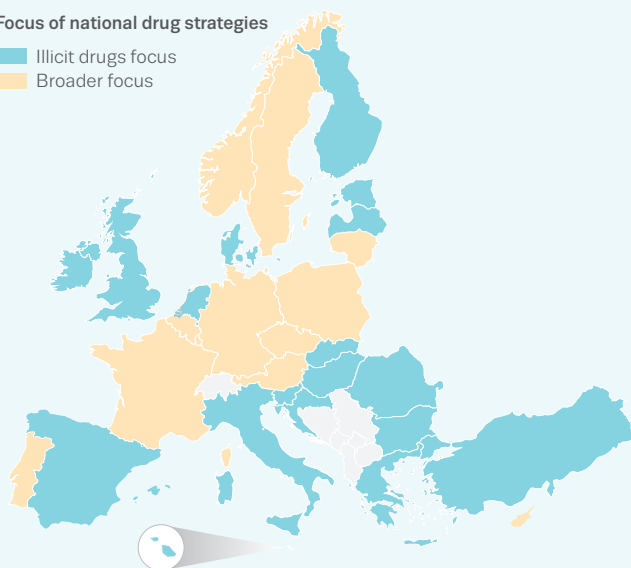 Focus of national drug strategies
Illicit drugs focus
Broader focus